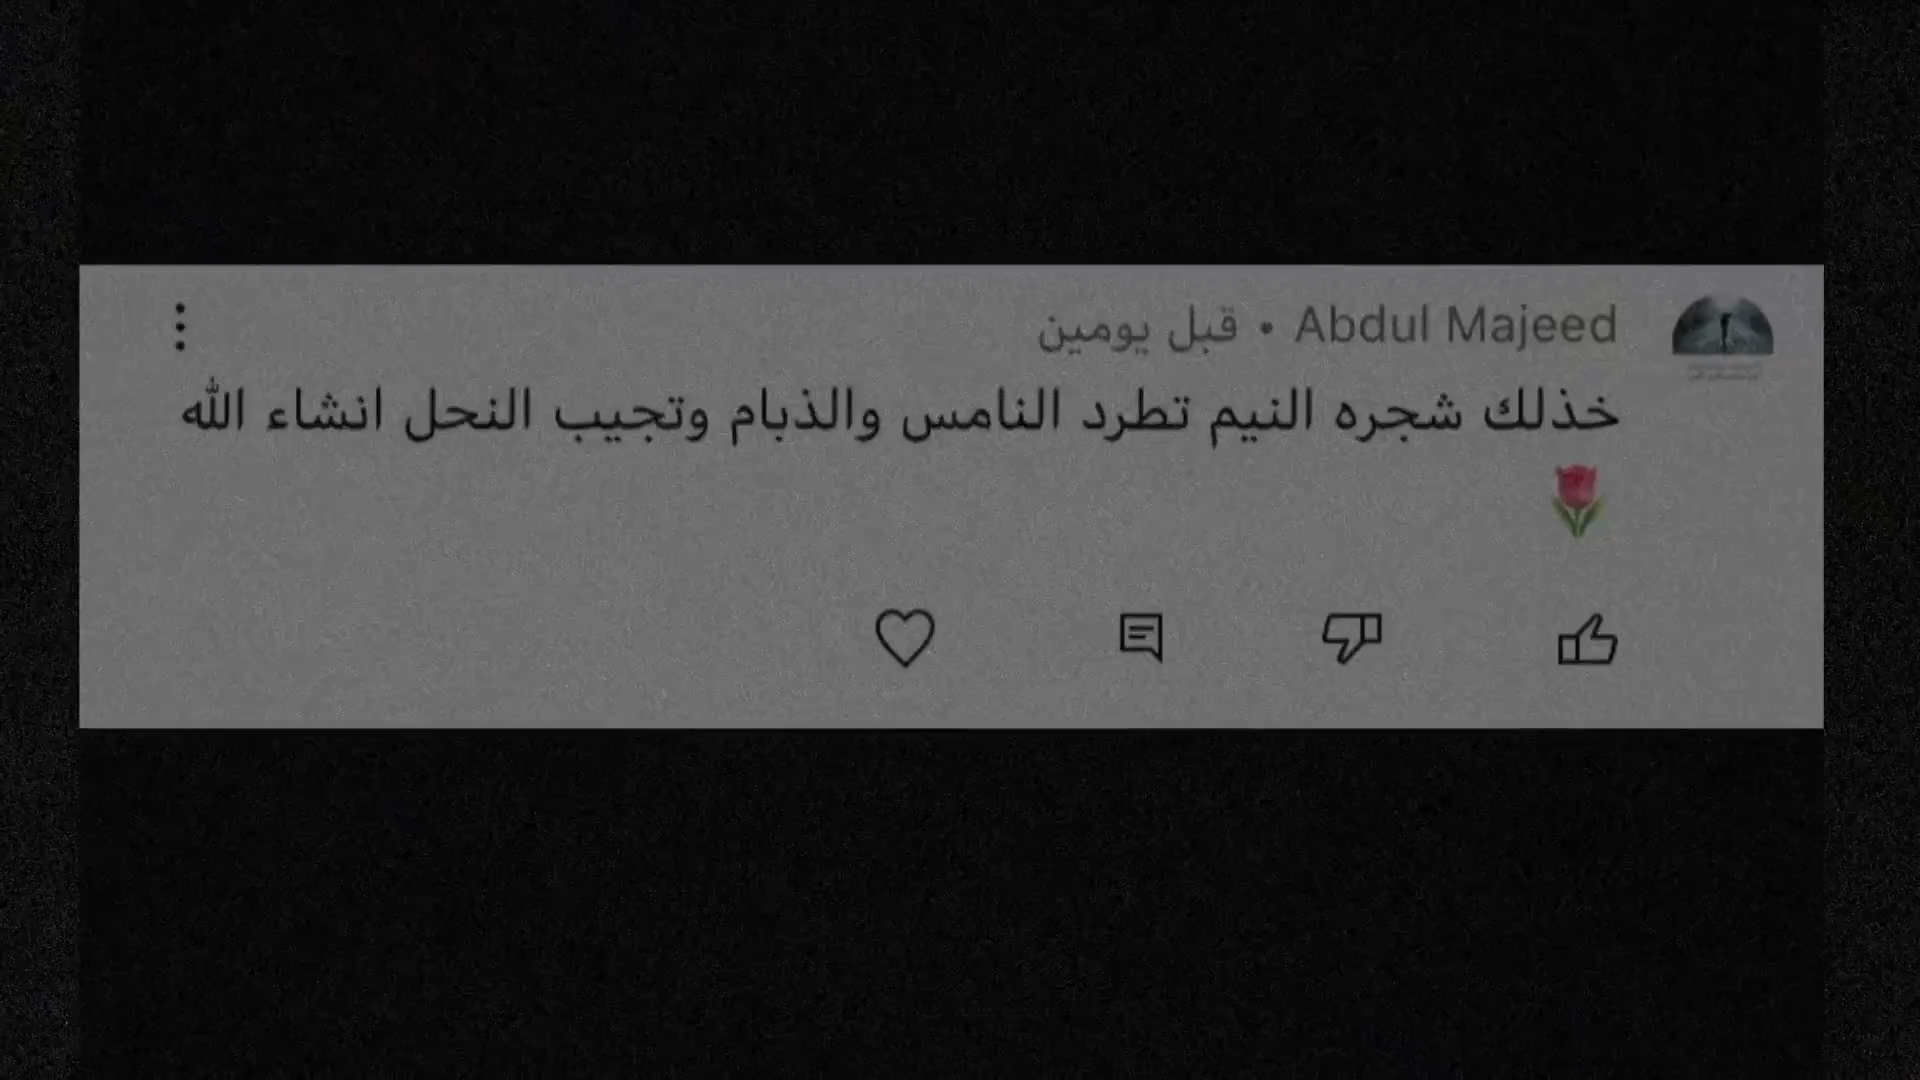 Abdul Majeed • قبل يومين
خذلك شجره النيم تطرد النامس والذبام وتجيب النحل انشاء الله
🌷